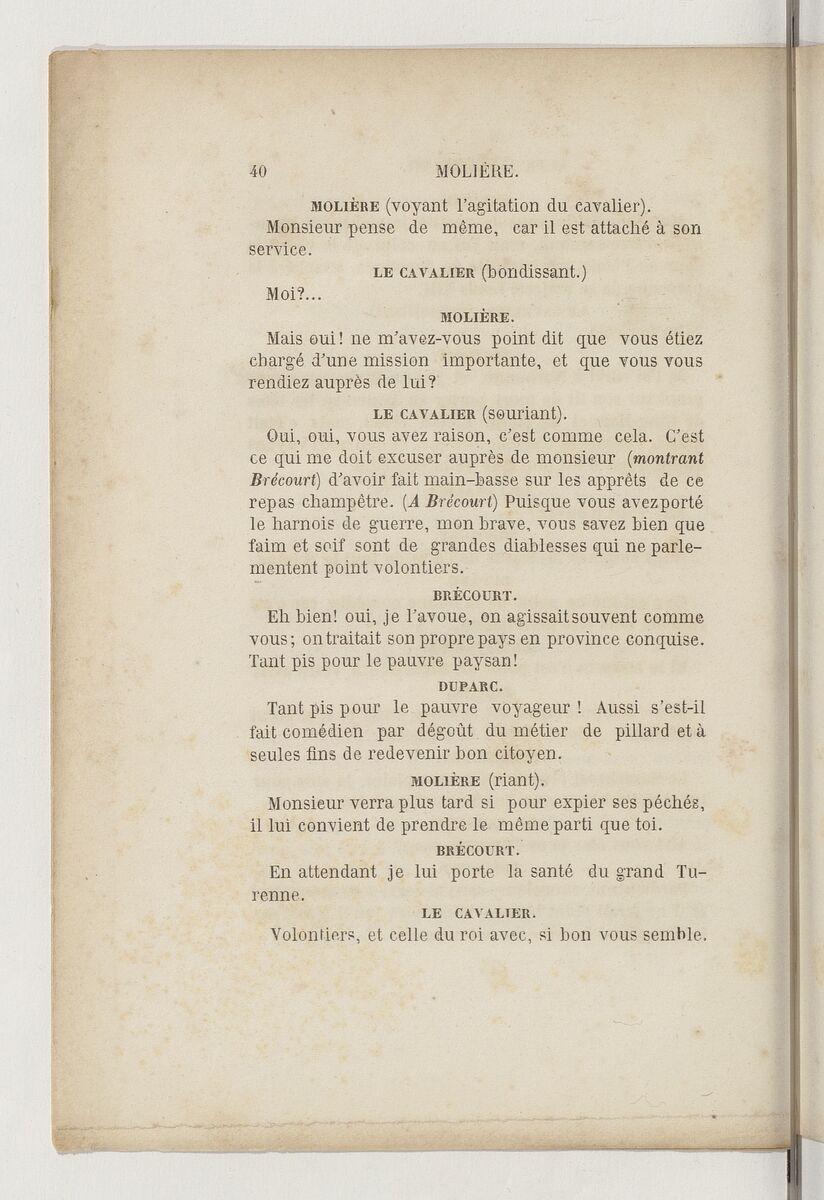 40 MOLIÈRE.
MOLIÈRE (voyant l'agitation du cavalier).
Monsieur pense de même, car il est attaché à son
service.
LE CAVALIER (bondissant.)
Moi?...
MOLIÈRE.
Mais oui! ne m'avez-vous point dit que vous étiez
chargé d'une mission importante, et que vous vous
rendiez auprès de lui?
LE CAVALIER (souriant).
Oui, oui, vous avez raison, c'est comme cela. C'est
ce qui me doit excuser auprès de monsieur (montrant
Brécourt) d'avoir fait main-basse sur les apprêts de ce
repas champêtre. (A Brécourt) Puisque vous avez porté
le harnois de guerre, mon brave, vous savez bien que
faim et soif sont de grandes diablesses qui ne parle-
mentent point volontiers.
BRÉCOURT.
Eh bien! oui, je l'avoue, on agissait souvent comme
vous; on traitait son propre pays en province conquise.
Tant pis pour le pauvre paysan!
DUPARC.
Tant pis pour le pauvre voyageur! Aussi s'est-il
fait comédien par dégoût du métier de pillard et à
seules fins de redevenir bon citoyen.
MOLIÈRE (riant).
Monsieur verra plus tard si pour expier ses péchés,
il lui convient de prendre le même parti que toi.
BRÉCOURT.
En attendant je lui porte la santé du grand Tu-
renne.
LE CAVALIER.
Volontiers, et celle du roi avec, si bon vous semble.